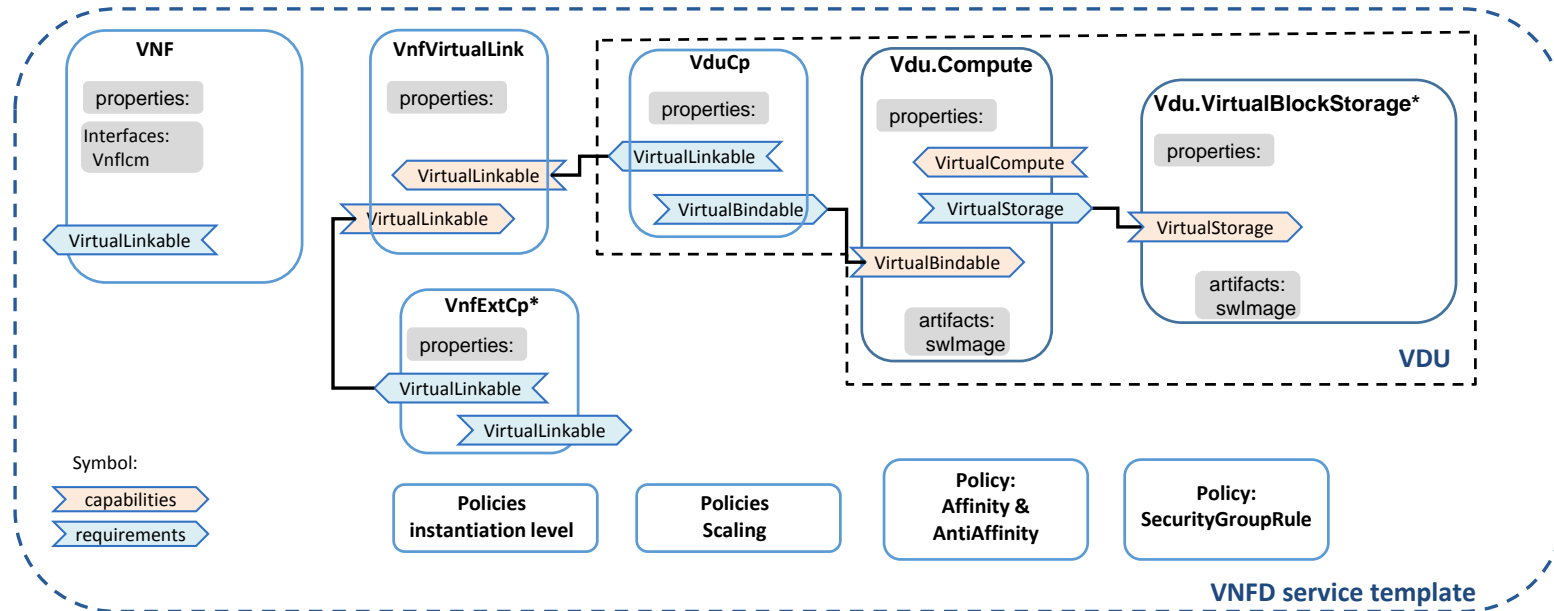 VNF
properties:
Interfaces:
Vnflcm
VirtualLinkable
VnfVirtualLink
properties:
VirtualLinkable
VirtualLinkable
VduCp
properties:
VirtualLinkable
VirtualBindable
Vdu.Compute
properties:
VirtualCompute
VirtualStorage
VirtualBindable
artifacts:
swImage
Vdu.VirtualBlockStorage*
properties:
VirtualStorage
artifacts:
swImage
VDU
VnfExtCp*
properties:
VirtualLinkable
VirtualLinkable
Symbol:
capabilities
requirements
Policies
instantiation level
Policies
Scaling
Policy:
Affinity &
AntiAffinity
Policy:
SecurityGroupRule
VNFD service template